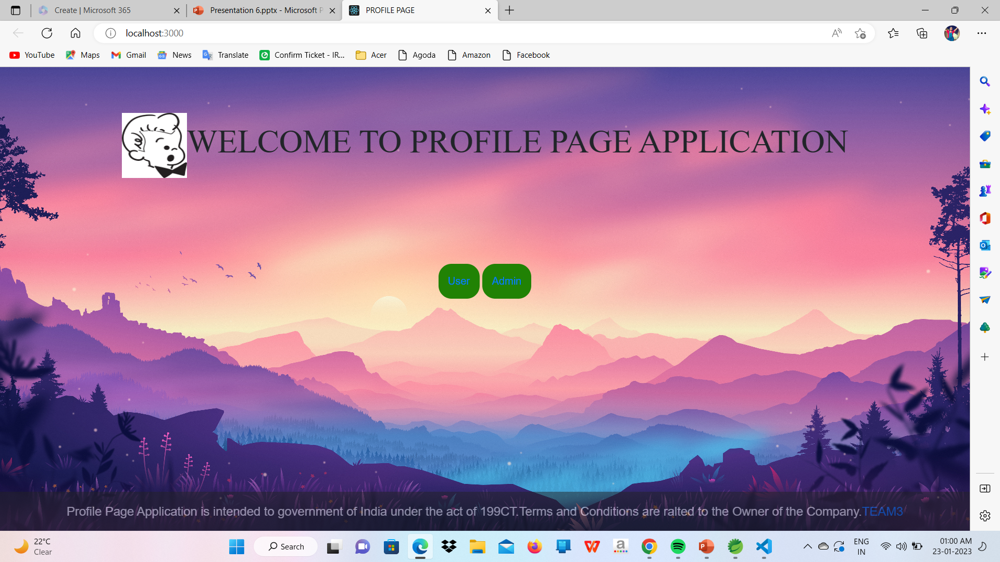 Create | Microsoft 365
Presentation 6.pptx - Microsoft P
PROFILE PAGE
localhost:3000
YouTube
Maps
Gmail
News
Translate
Confirm Ticket - IR...
Acer
Agoda
Amazon
Facebook
WELCOME TO PROFILE PAGE APPLICATION
User
Admin
Profile Page Application is intended to government of India under the act of 199CT.Terms and Conditions are ralted to the Owner of the Company.TEAM3
22°C
Clear
Search
ENG
IN
01:00 AM
23-01-2023